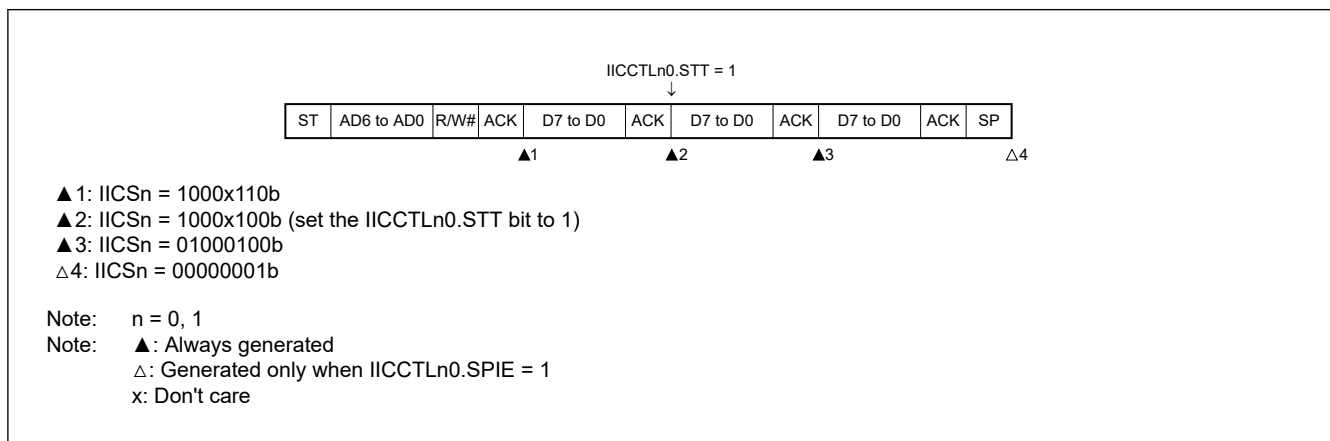 IICCTLn0.STT = 1
↓
ST AD6 to AD0 R/W# ACK D7 to D0 ACK D7 to D0 ACK D7 to D0 ACK SP
▲1 ▲2 ▲3 △4
▲1: IICSn = 1000x110b
▲2: IICSn = 1000x100b (set the IICCTLn0.STT bit to 1)
▲3: IICSn = 01000100b
△4: IICSn = 00000001b
Note: n = 0, 1
Note: ▲: Always generated
△: Generated only when IICCTLn0.SPIE = 1
x: Don't care